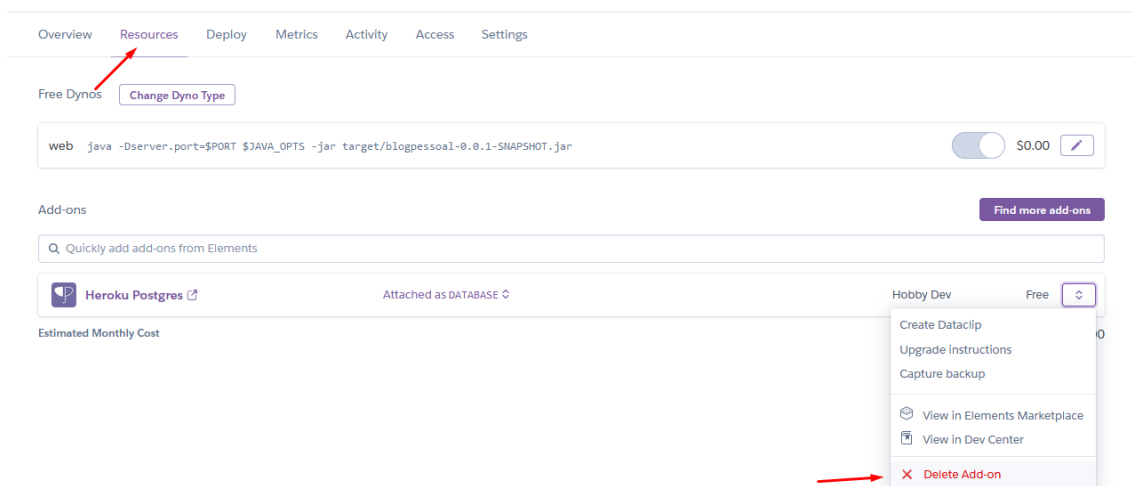 Overview Resources Deploy Metrics Activity Access Settings
Free Dynos Change Dyno Type
web java -Dserver.port=$PORT $JAVA_OPTS -jar target/blogpessoal-0.0.1-SNAPSHOT.jar $0.00
Add-ons Find more add-ons
Quickly add add-ons from Elements
Heroku Postgres Attached as DATABASE Hobby Dev Free
Estimated Monthly Cost 0
Create Dataclip
Upgrade instructions
Capture backup
View in Elements Marketplace
View in Dev Center
Delete Add-on